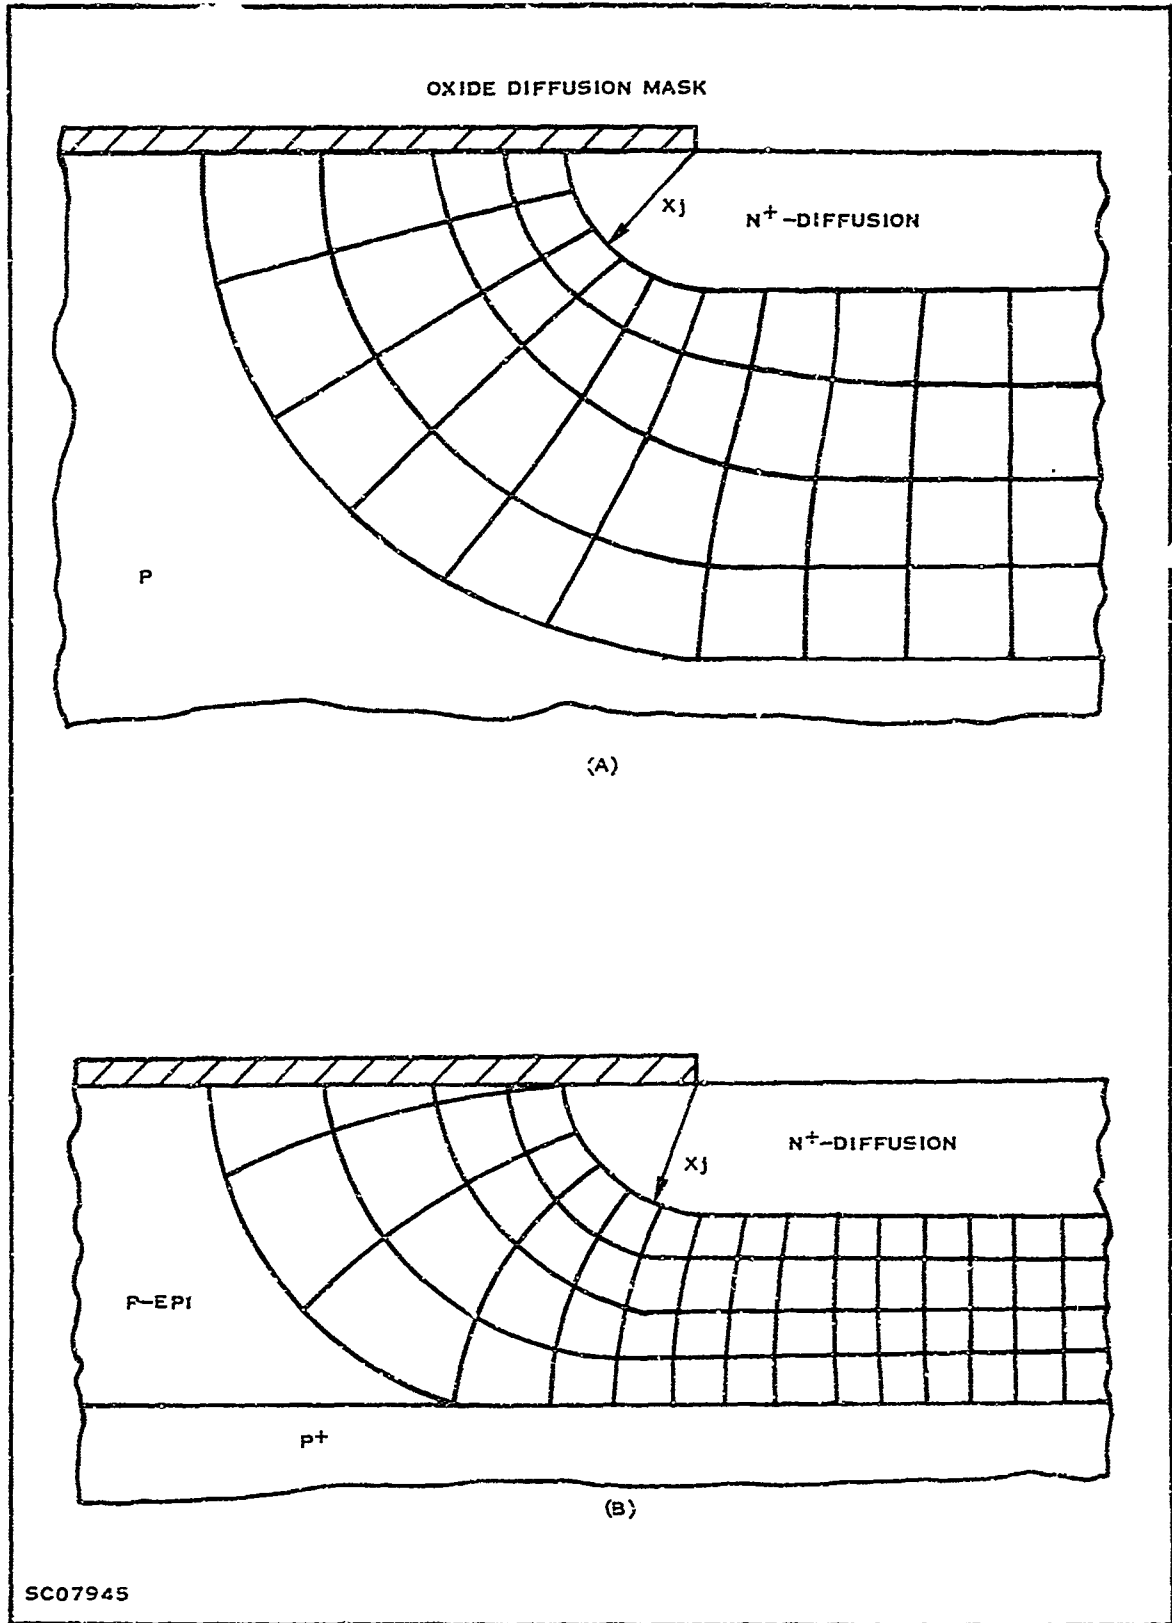 OXIDE DIFFUSION MASK
Xj
N+-DIFFUSION
P
(A)
N+-DIFFUSION
Xj
P-EPI
P+
(B)
SC07945